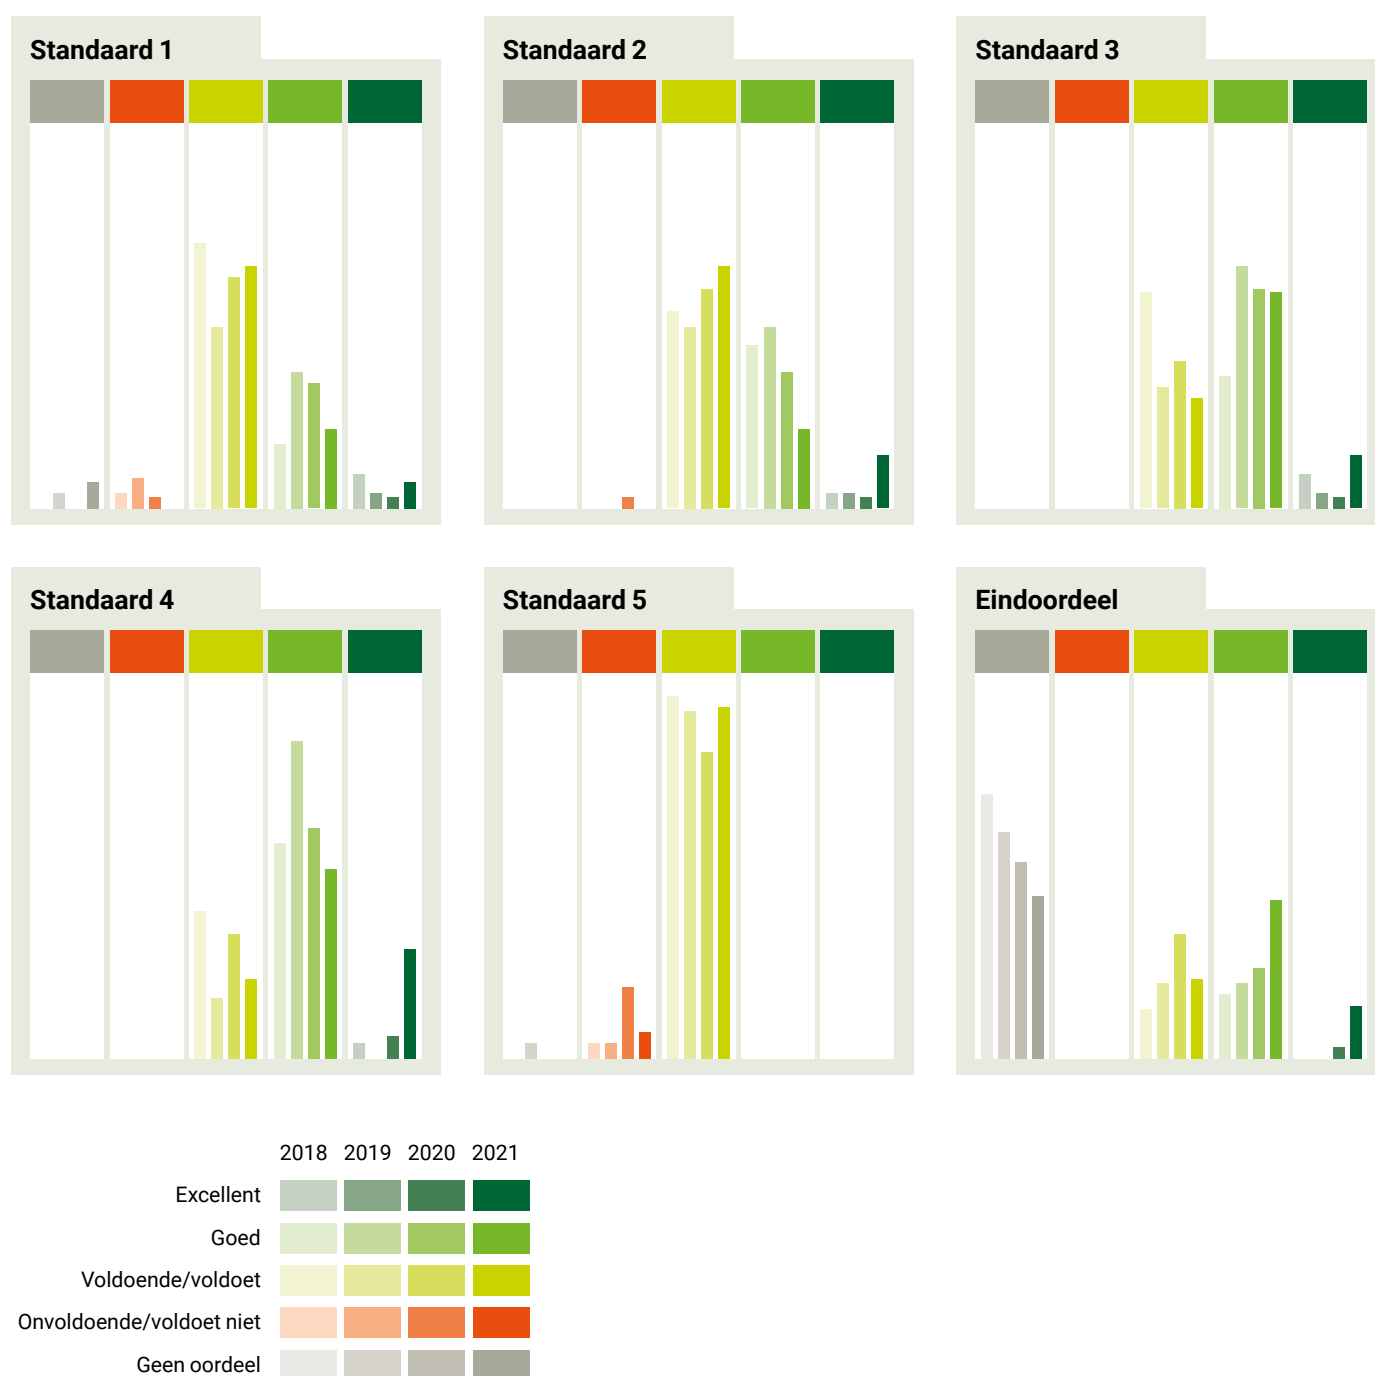 Standaard 1
Standaard 2
Standaard 3
Standaard 4
Standaard 5
Eindoordeel
2018 2019 2020 2021
Excellent
Goed
Voldoende/voldoet
Onvoldoende/voldoet niet
Geen oordeel